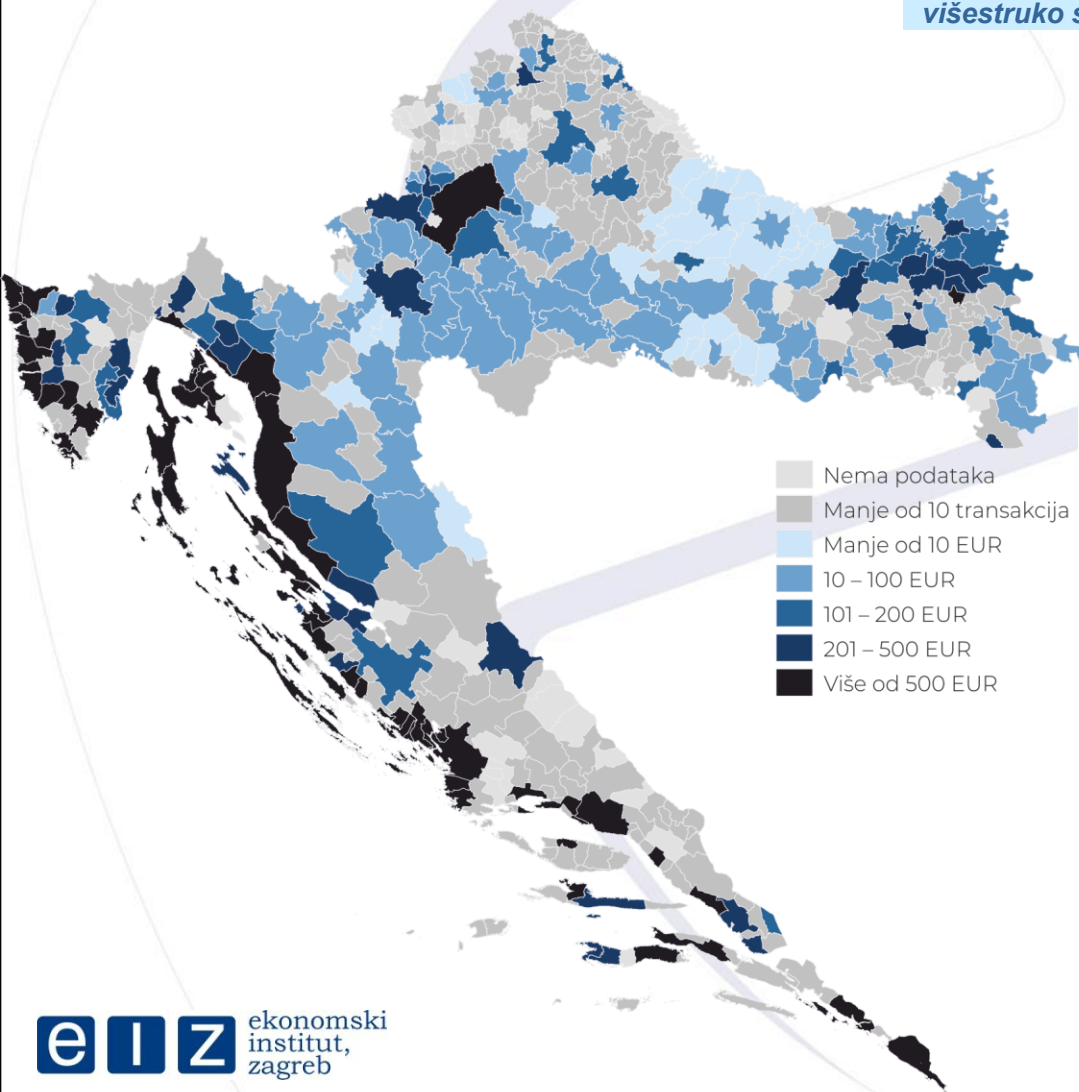 višestruko s
Nema podataka
Manje od 10 transakcija
Manje od 10 EUR
10 – 100 EUR
101 – 200 EUR
201 – 500 EUR
Više od 500 EUR
eiz
ekonomski
institut,
zagreb